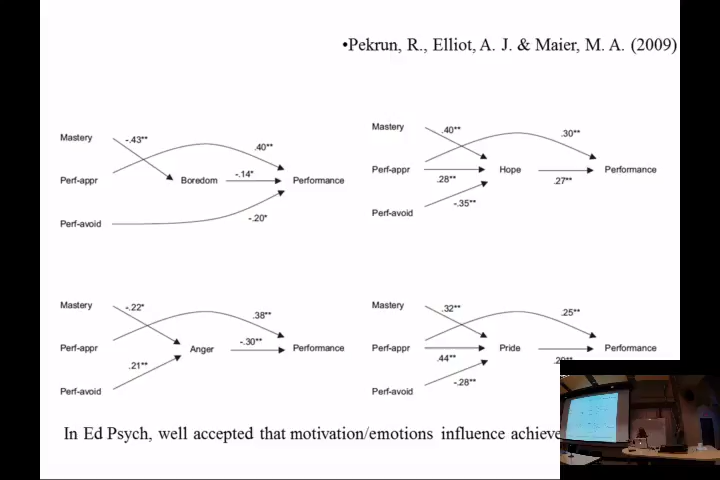 •Pekrun, R., Elliot, A. J. & Maier, M. A. (2009)
Mastery
-.43**
.40**
Perf-appr
Boredom
-.14*
Performance
Perf-avoid
-.20*
Mastery
.40**
.30**
Perf-appr
Hope
Performance
.28**
.27**
-.35**
Perf-avoid
Mastery
-.22*
.38**
Perf-appr
Anger
-.30**
Performance
.21**
Perf-avoid
Mastery
.32**
.25**
Perf-appr
Pride
Performance
.44**
-.28**
Perf-avoid
In Ed Psych, well accepted that motivation/emotions influence